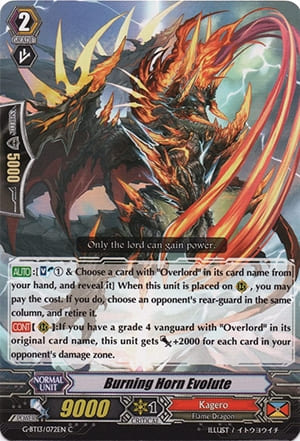 GRADE
2
SHIELD
5000
Only the lord can gain power.
AUTO:[V① & Choose a card with "Overlord" in its card name from
your hand, and reveal it] When this unit is placed on R, you may
pay the cost. If you do, choose an opponent's rear-guard in the same
column, and retire it.
CONT R:If you have a grade 4 vanguard with "Overlord" in its
original card name, this unit gets +2000 for each card in your
opponent's damage zone.
NORMAL
UNIT
Burning Horn Evolute
POWER
9000
1
CRITICAL
Kagero
Flame Dragon
G-BT13/072EN C
ILLUST / イトウヨウイチ